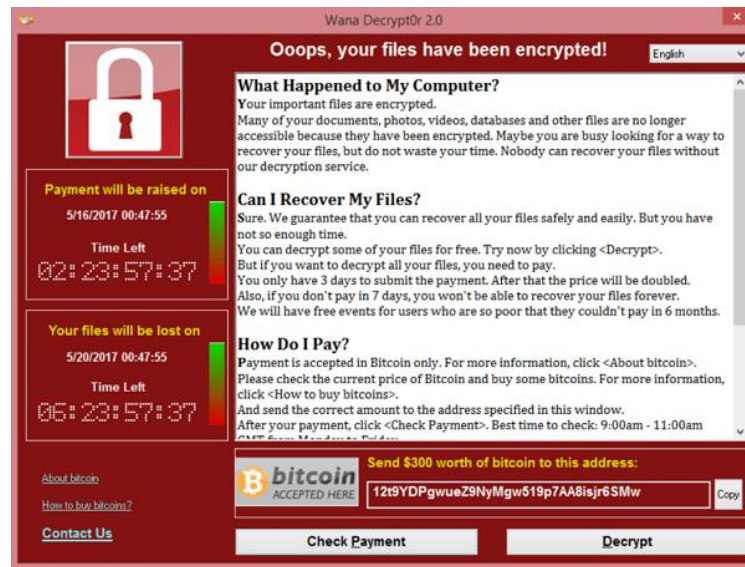 Wana Decrypt0r 2.0
Ooops, your files have been encrypted!
English
Payment will be raised on
5/16/2017 00:47:55
Time Left
02:23:57:37
Your files will be lost on
5/20/2017 00:47:55
Time Left
06:23:57:37
About bitcoin
How to buy bitcoins?
Contact Us
What Happened to My Computer?
Your important files are encrypted.
Many of your documents, photos, videos, databases and other files are no longer
accessible because they have been encrypted. Maybe you are busy looking for a way to
recover your files, but do not waste your time. Nobody can recover your files without
our decryption service.
Can I Recover My Files?
Sure. We guarantee that you can recover all your files safely and easily. But you have
not so enough time.
You can decrypt some of your files for free. Try now by clicking <Decrypt>.
But if you want to decrypt all your files, you need to pay.
You only have 3 days to submit the payment. After that the price will be doubled.
Also, if you don't pay in 7 days, you won't be able to recover your files forever.
We will have free events for users who are so poor that they couldn't pay in 6 months.
How Do I Pay?
Payment is accepted in Bitcoin only. For more information, click <About bitcoin>.
Please check the current price of Bitcoin and buy some bitcoins. For more information,
click <How to buy bitcoins>.
And send the correct amount to the address specified in this window.
After your payment, click <Check Payment>. Best time to check: 9:00am - 11:00am
GMT from Monday to Friday.
bitcoin
ACCEPTED HERE
Send $300 worth of bitcoin to this address:
12t9YDPgwueZ9NyMgw519p7AA8isjr6SMw
Copy
Check Payment
Decrypt